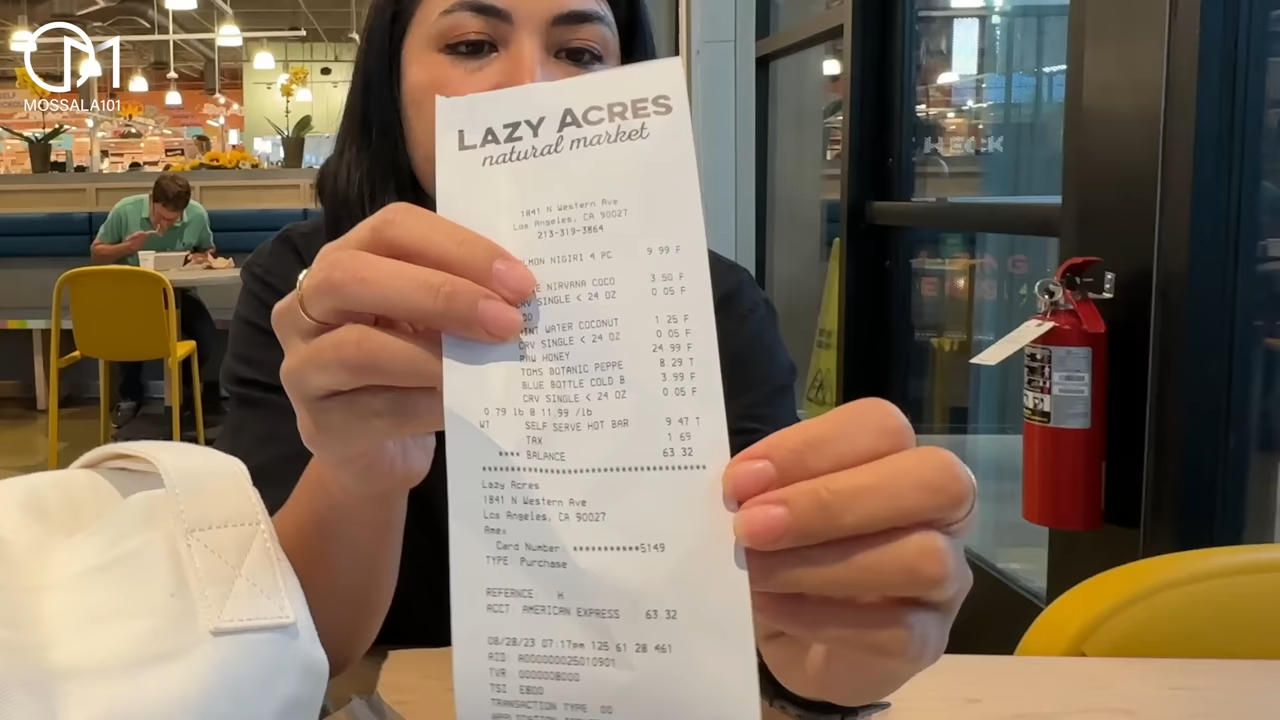 MOSSALA101
LAZY ACRES
natural market
1841 N Western Ave
Los Angeles, CA 90027
213-319-3864
LMON NIGIRI 4 PC 9.99 F
NIRVANA COCO 3.50 F
CRV SINGLE < 24 OZ 0.05 F
INT WATER COCONUT 1.25 F
CRV SINGLE < 24 OZ 0.05 F
RAW HONEY 24.99 F
TOMS BOTANIC PEPPE 8.29 T
BLUE BOTTLE COLD B 3.99 F
CRV SINGLE < 24 OZ 0.05 F
0.79 lb @ 11.99 /lb
WT SELF SERVE HOT BAR 9.47 T
TAX 1.69
**** BALANCE 63.32
Lazy Acres
1841 N Western Ave
Los Angeles, CA 90027
Amex
Card Number: ***********5149
TYPE: Purchase
REFERNCE H
ACCT: AMERICAN EXPRESS 63.32
08/28/23 07:17pm 125 61 28 461
AID: A000000025010901
TVR: 0000008000
TSI: E800
TRANSACTION TYPE: 00